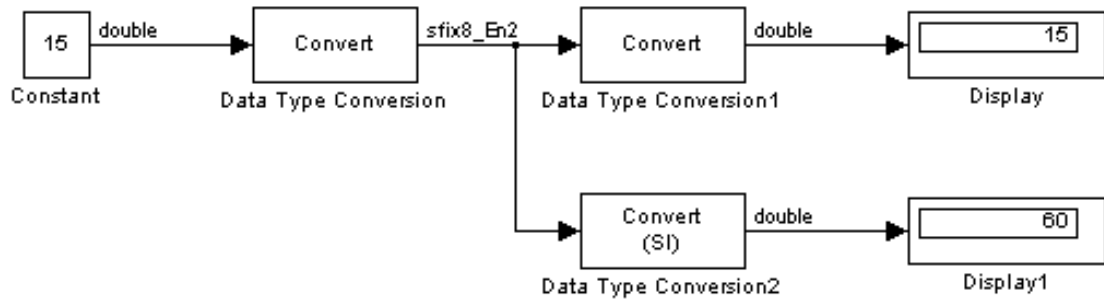 15
double
Convert
sfix8_En2
Convert
double
15
Constant
Data Type Conversion
Data Type Conversion1
Display
Convert
(SI)
double
60
Data Type Conversion2
Display1